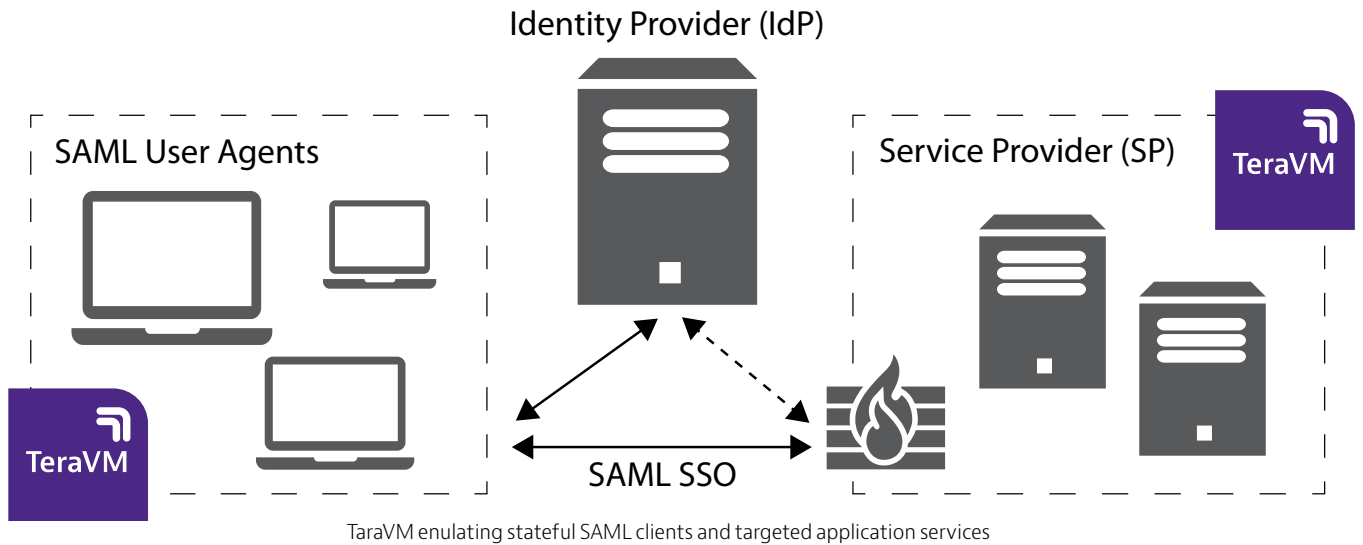 Identity Provider (IdP)
SAML User Agents
Service Provider (SP)
TeraVM
TeraVM
SAML SSO
TaraVM enulating stateful SAML clients and targeted application services